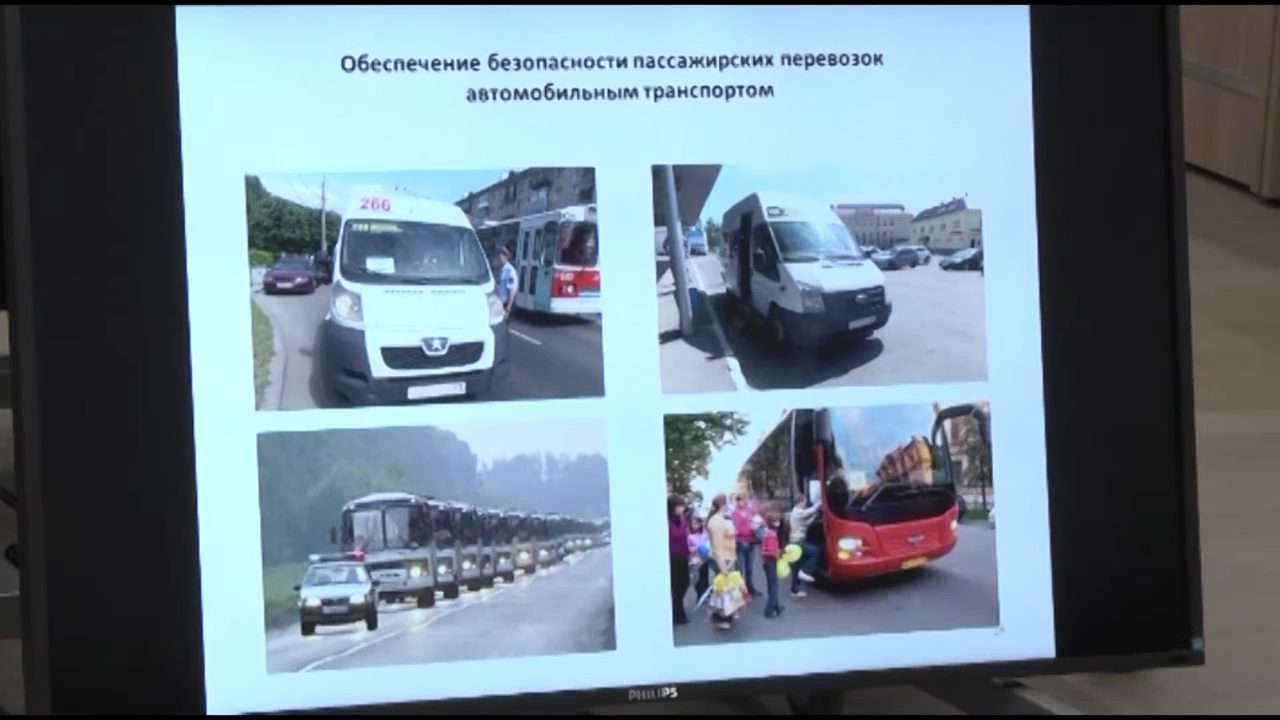 Обеспечение безопасности пассажирских перевозок
автомобильным транспортом
266
PHILIPS